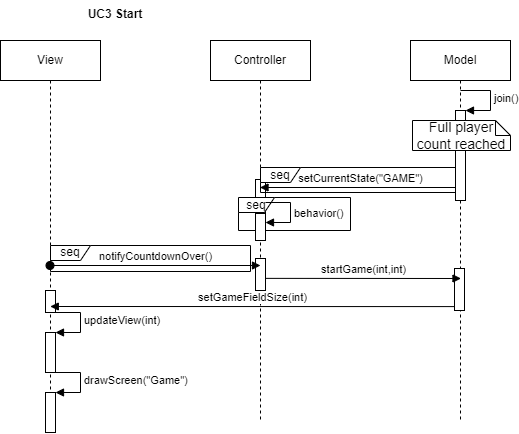 UC3 Start
View
Controller
Model
join()
Full player
count reached
seq
setCurrentState("GAME")
seq
behavior()
seq
notifyCountdownOver()
startGame(int,int)
setGameFieldSize(int)
updateView(int)
drawScreen("Game")